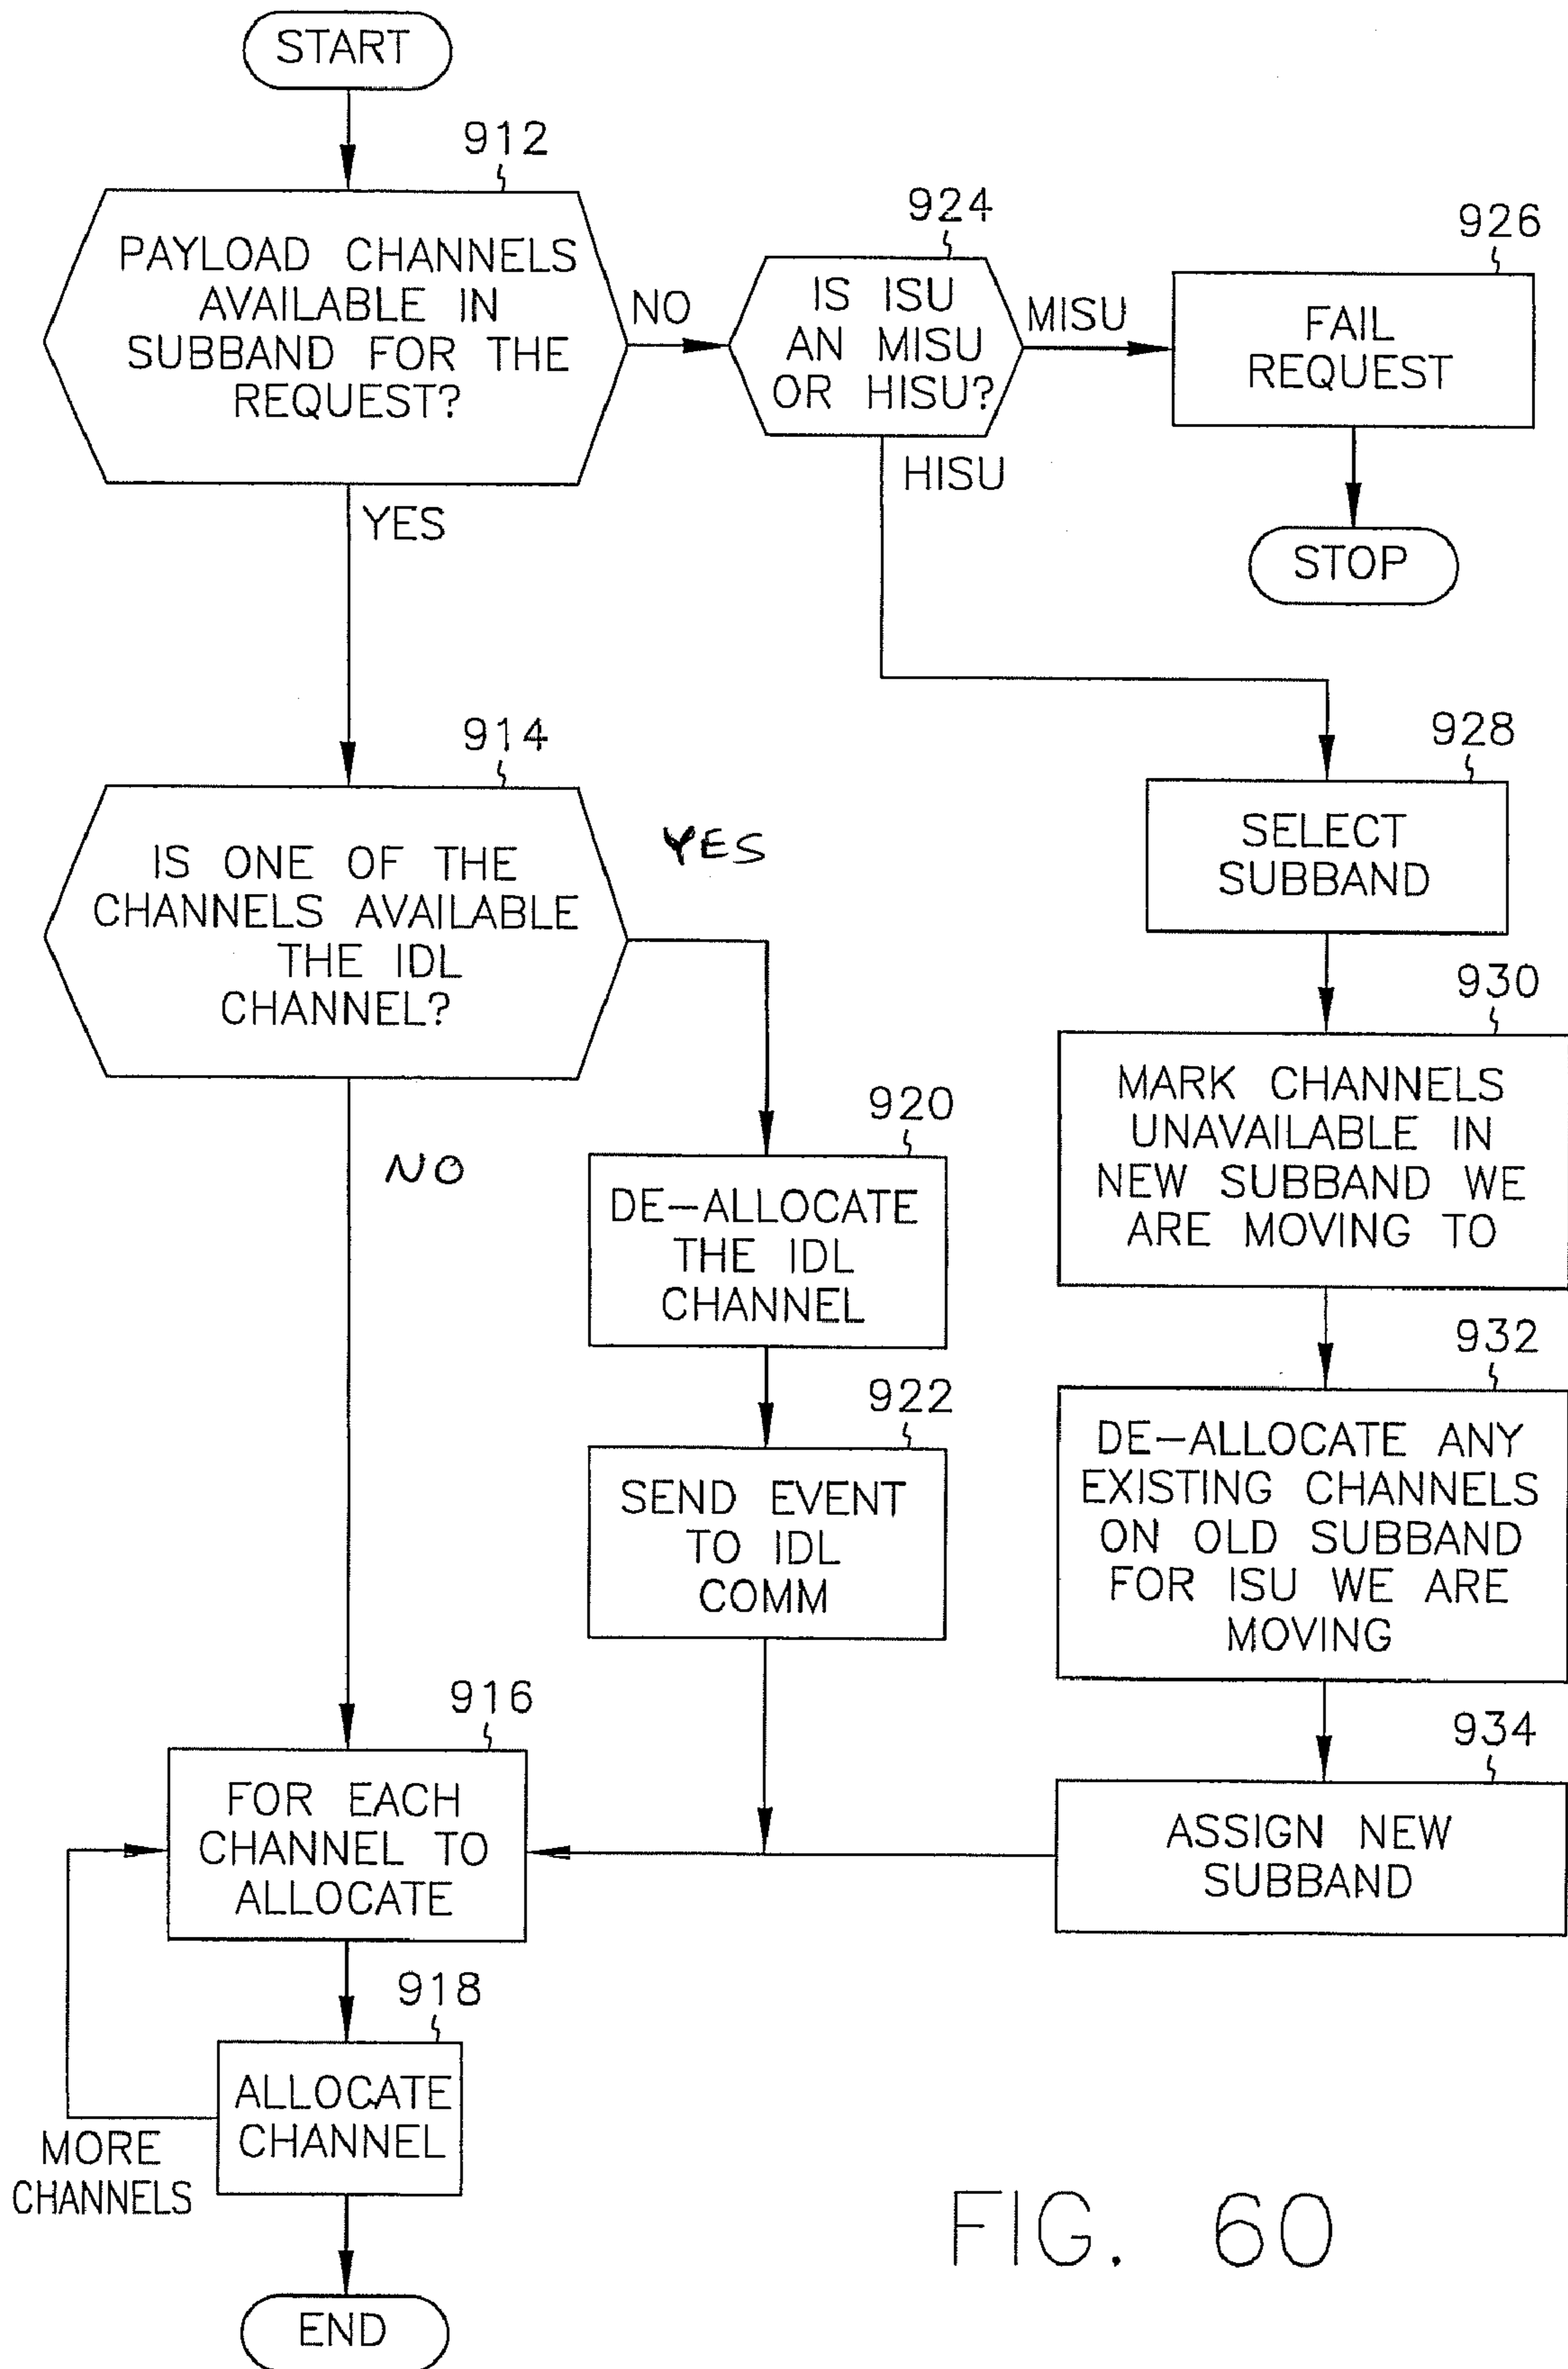 START
912
PAYLOAD CHANNELS
AVAILABLE IN
SUBBAND FOR THE
REQUEST?
NO
YES
924
IS ISU
AN MISU
OR HISU?
MISU
HISU
926
FAIL
REQUEST
STOP
914
IS ONE OF THE
CHANNELS AVAILABLE
THE IDL
CHANNEL?
YES
NO
928
SELECT
SUBBAND
930
MARK CHANNELS
UNAVAILABLE IN
NEW SUBBAND WE
ARE MOVING TO
920
DE-ALLOCATE
THE IDL
CHANNEL
932
DE-ALLOCATE ANY
EXISTING CHANNELS
ON OLD SUBBAND
FOR ISU WE ARE
MOVING
922
SEND EVENT
TO IDL
COMM
916
FOR EACH
CHANNEL TO
ALLOCATE
934
ASSIGN NEW
SUBBAND
918
ALLOCATE
CHANNEL
MORE
CHANNELS
END
FIG. 60